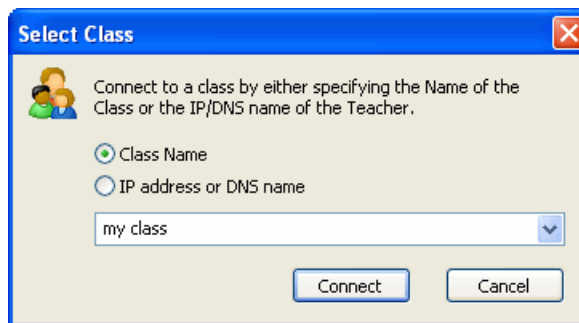 Select Class
Connect to a class by either specifying the Name of the
Class or the IP/DNS name of the Teacher.
Class Name
IP address or DNS name
my class
Connect
Cancel